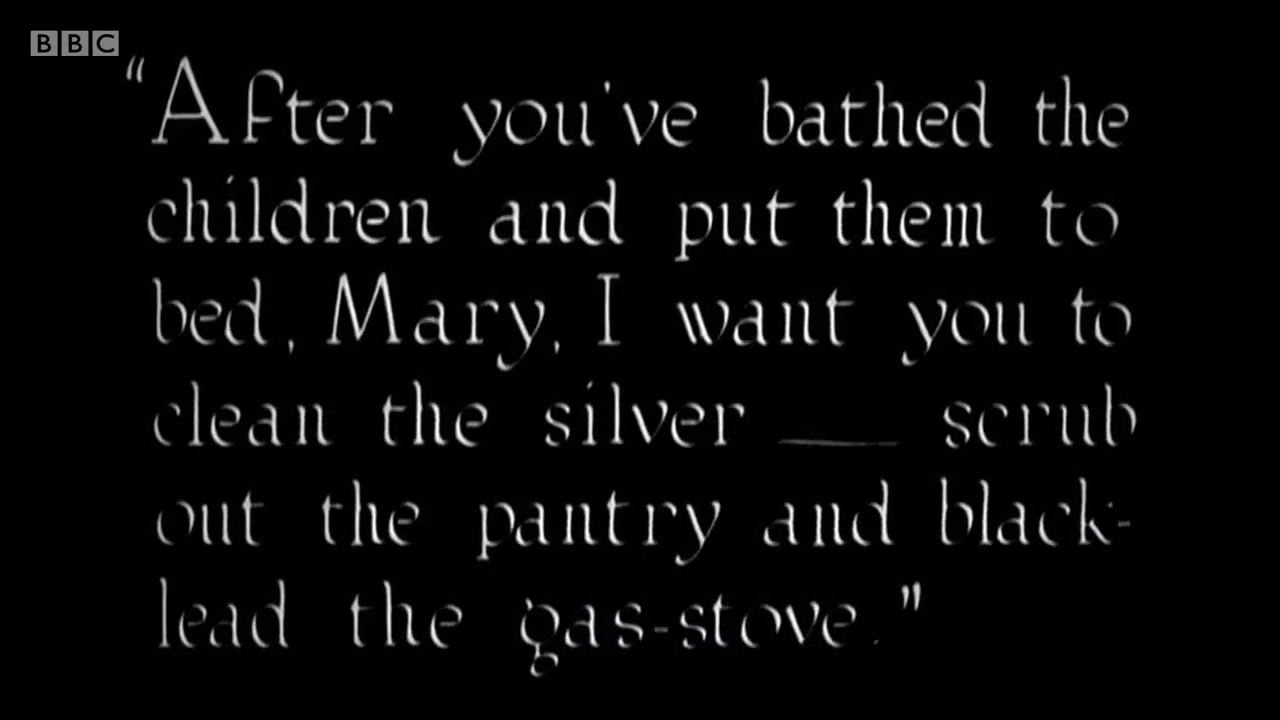 BBC
“After you've bathed the
children and put them to
bed, Mary, I want you to
clean the silver — scrub
out the pantry and black-
lead the gas-stove."